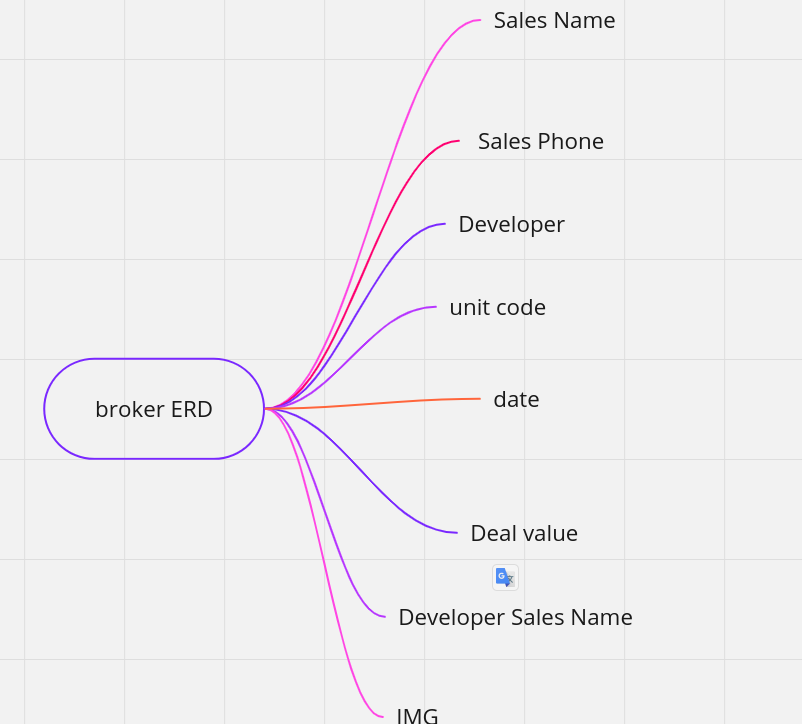 Sales Name
Sales Phone
Developer
unit code
date
broker ERD
Deal value
Developer Sales Name
IMG